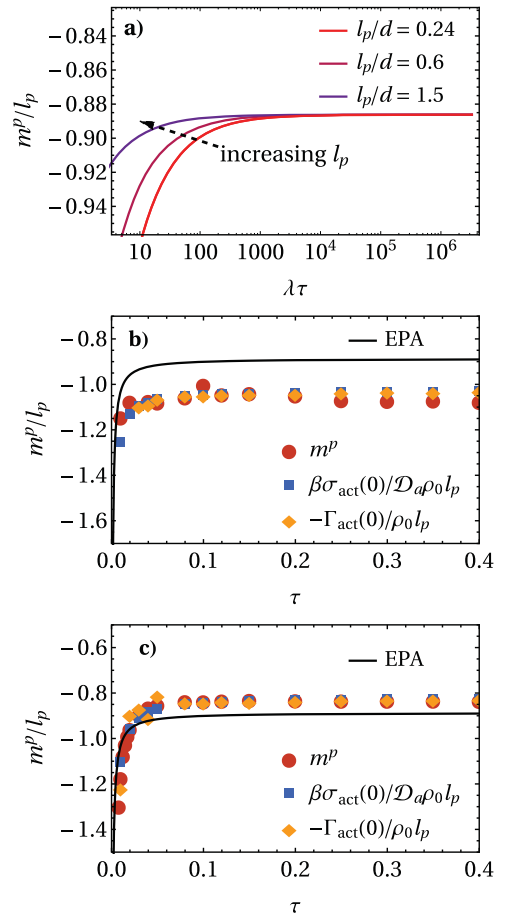 a)
l_p/d = 0.24
l_p/d = 0.6
l_p/d = 1.5
increasing l_p
−0.84
−0.86
−0.88
−0.90
−0.92
−0.94
m^p/l_p
10 100 1000 10^4 10^5 10^6
λτ
b)
EPA
−0.8
−1.0
−1.2
−1.4
−1.6
m^p/l_p
m^p
βσ_act(0)/𝒟_aρ_0l_p
−Γ_act(0)/ρ_0l_p
0.0 0.1 0.2 0.3 0.4
τ
c)
EPA
−0.6
−0.8
−1.0
−1.2
−1.4
m^p/l_p
m^p
βσ_act(0)/𝒟_aρ_0l_p
−Γ_act(0)/ρ_0l_p
0.0 0.1 0.2 0.3 0.4
τ